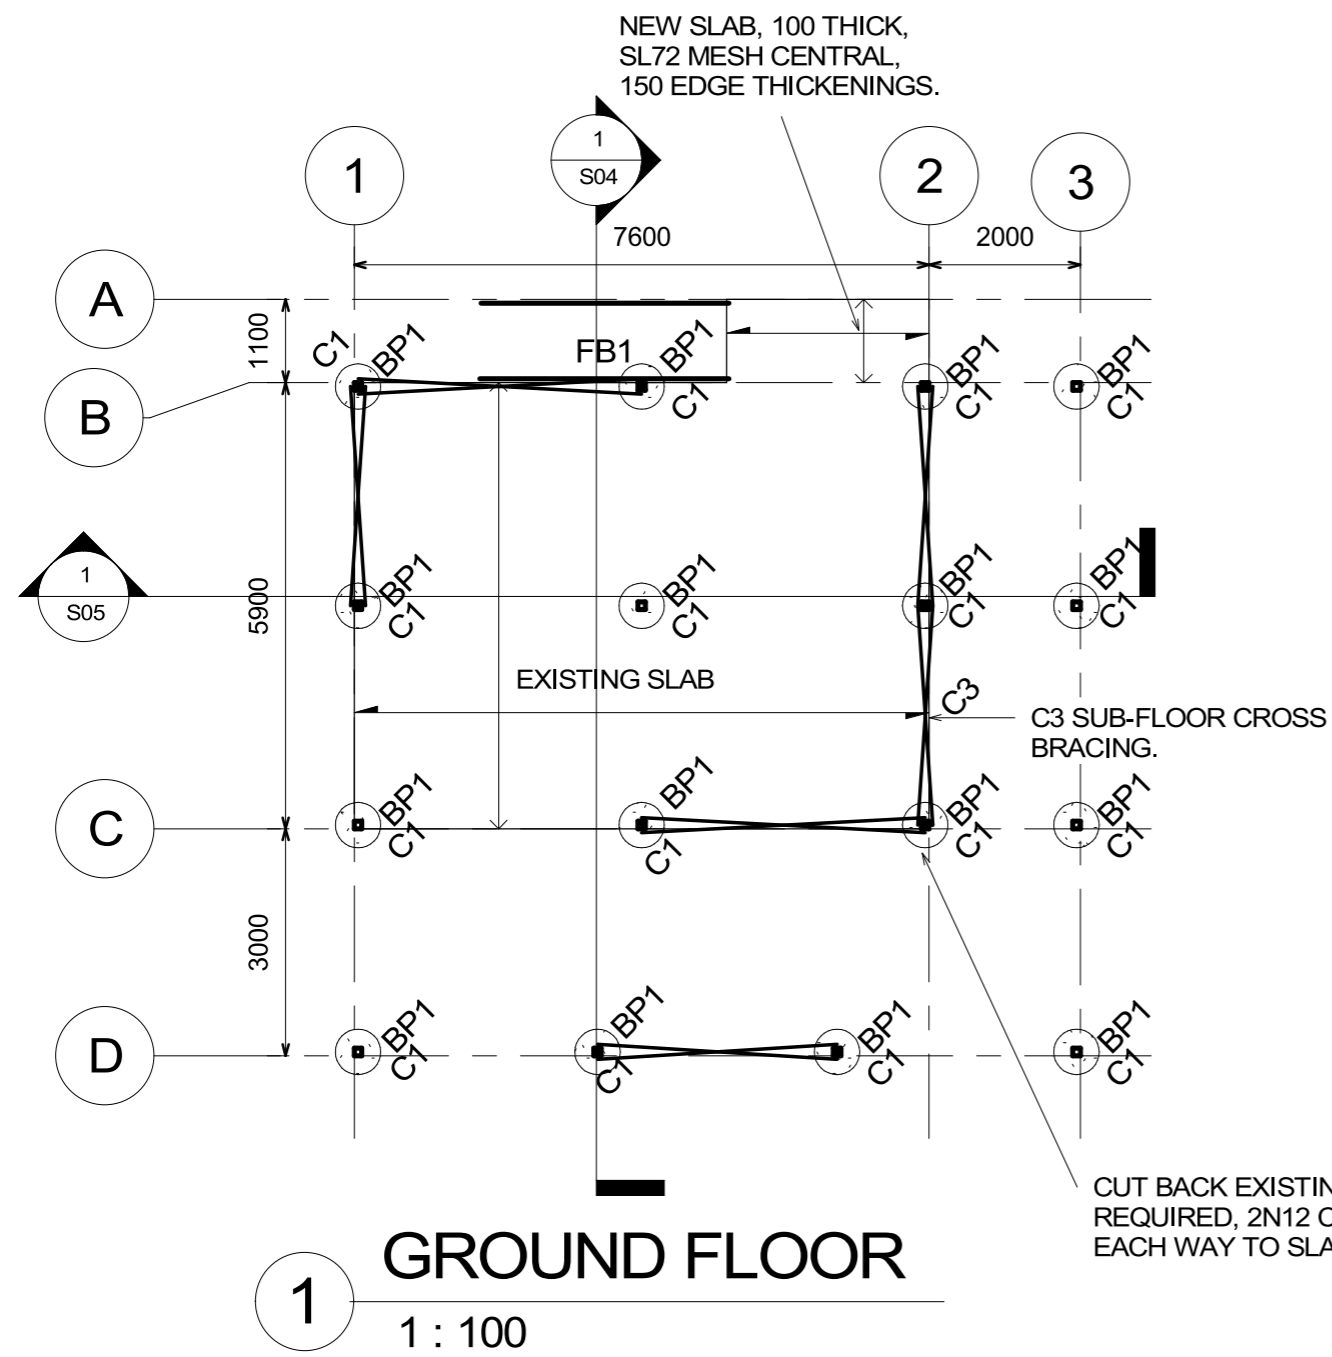 NEW SLAB, 100 THICK,
SL72 MESH CENTRAL,
150 EDGE THICKENINGS.
1
1
S04
2
3
7600
2000
A
1100
C1
BP1
FB1
BP1
C1
BP1
C1
BP1
C1
B
1
S05
5900
BP1
C1
BP1
C1
BP1
C1
BP1
C1
EXISTING SLAB
C3
C3 SUB-FLOOR CROSS
BRACING.
C
BP1
C1
BP1
C1
BP1
C1
BP1
C1
3000
D
BP1
C1
BP1
C1
BP1
C1
BP1
C1
CUT BACK EXISTIN
REQUIRED, 2N12 C
EACH WAY TO SLA
1
GROUND FLOOR
1 : 100